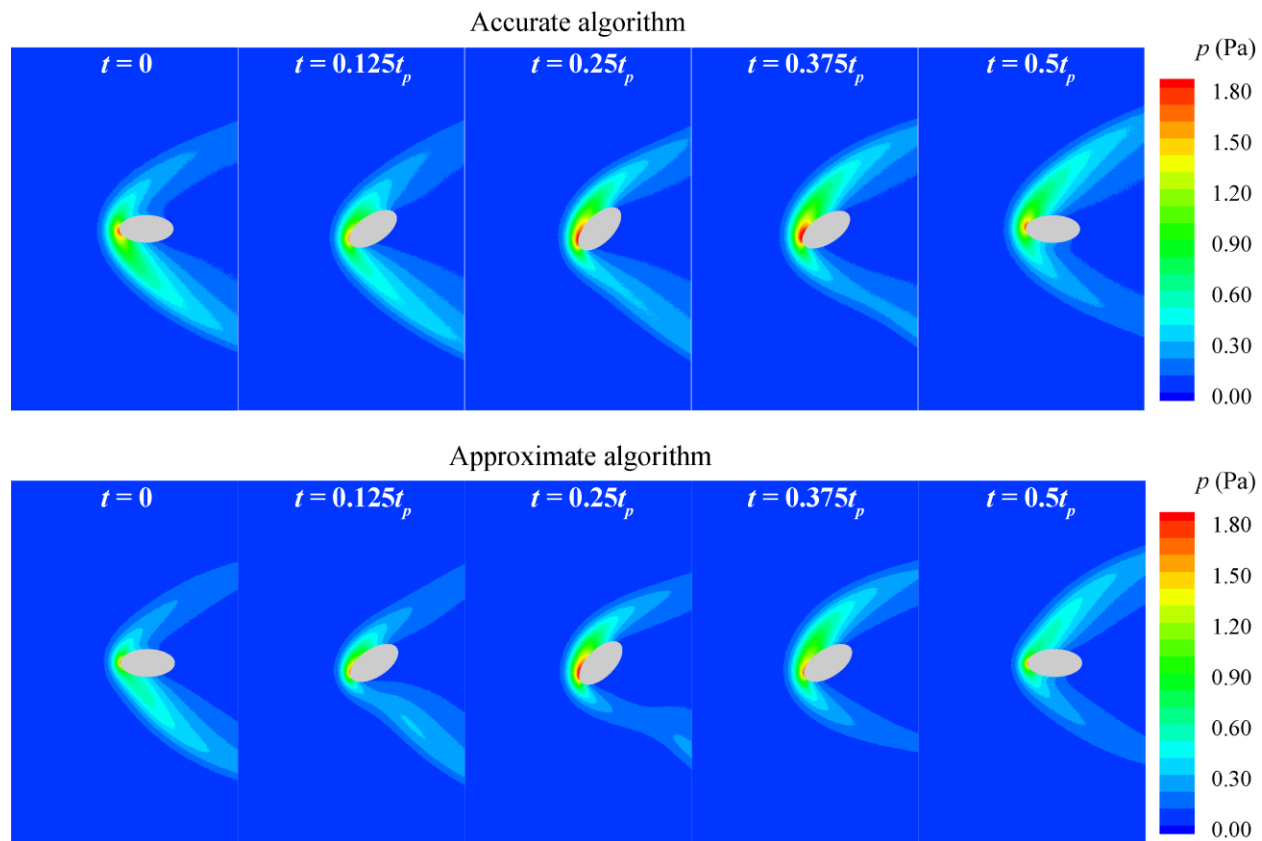 Accurate algorithm
t = 0
t = 0.125tp
t = 0.25tp
t = 0.375tp
t = 0.5tp
p (Pa)
1.80
1.50
1.20
0.90
0.60
0.30
0.00
Approximate algorithm
t = 0
t = 0.125tp
t = 0.25tp
t = 0.375tp
t = 0.5tp
p (Pa)
1.80
1.50
1.20
0.90
0.60
0.30
0.00